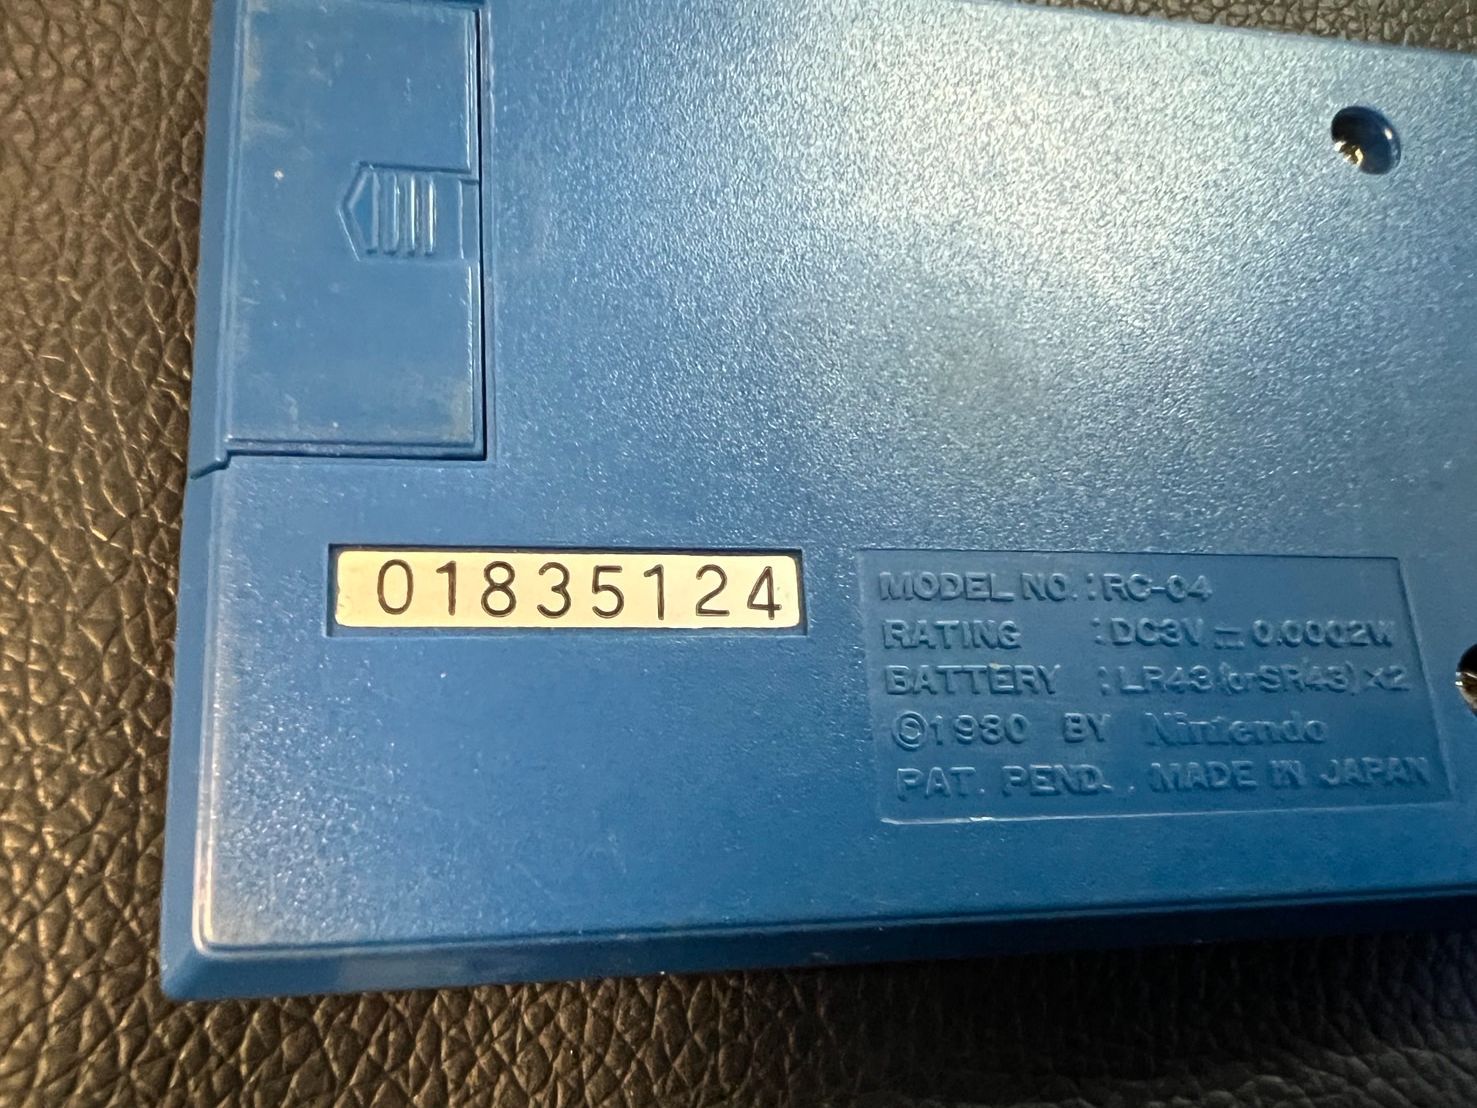 01835124
MODEL NO. : RC-04
RATING : DC3V ⎓ 0.0002W
BATTERY : LR43 (or SR43) ×2
©1980 BY Nintendo
PAT. PEND. . MADE IN JAPAN